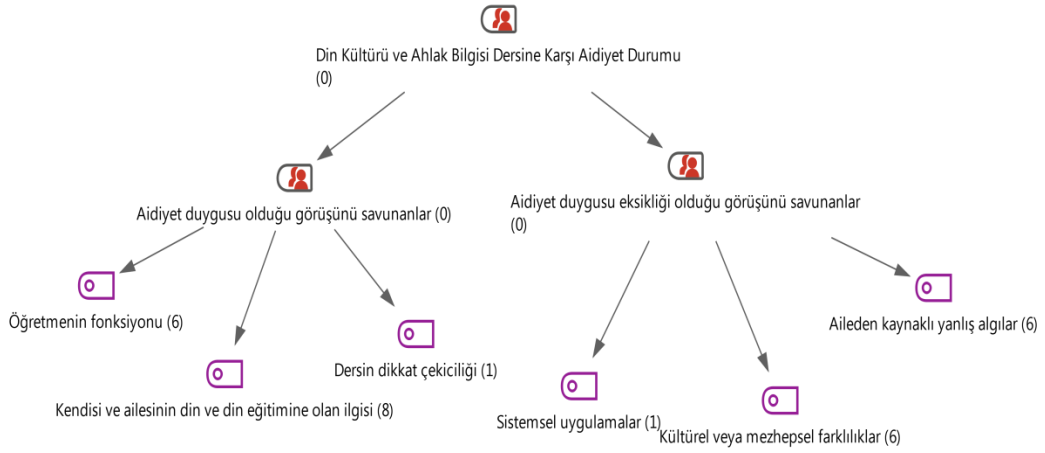 Din Kültürü ve Ahlak Bilgisi Dersine Karşı Aidiyet Durumu
(0)
Aidiyet duygusu olduğu görüşünü savunanlar (0)
Aidiyet duygusu eksikliği olduğu görüşünü savunanlar
(0)
Öğretmenin fonksiyonu (6)
Kendisi ve ailesinin din ve din eğitimine olan ilgisi (8)
Dersin dikkat çekiciliği (1)
Sistemsel uygulamalar (1)
Kültürel veya mezhepsel farklılıklar (6)
Aileden kaynaklı yanlış algılar (6)